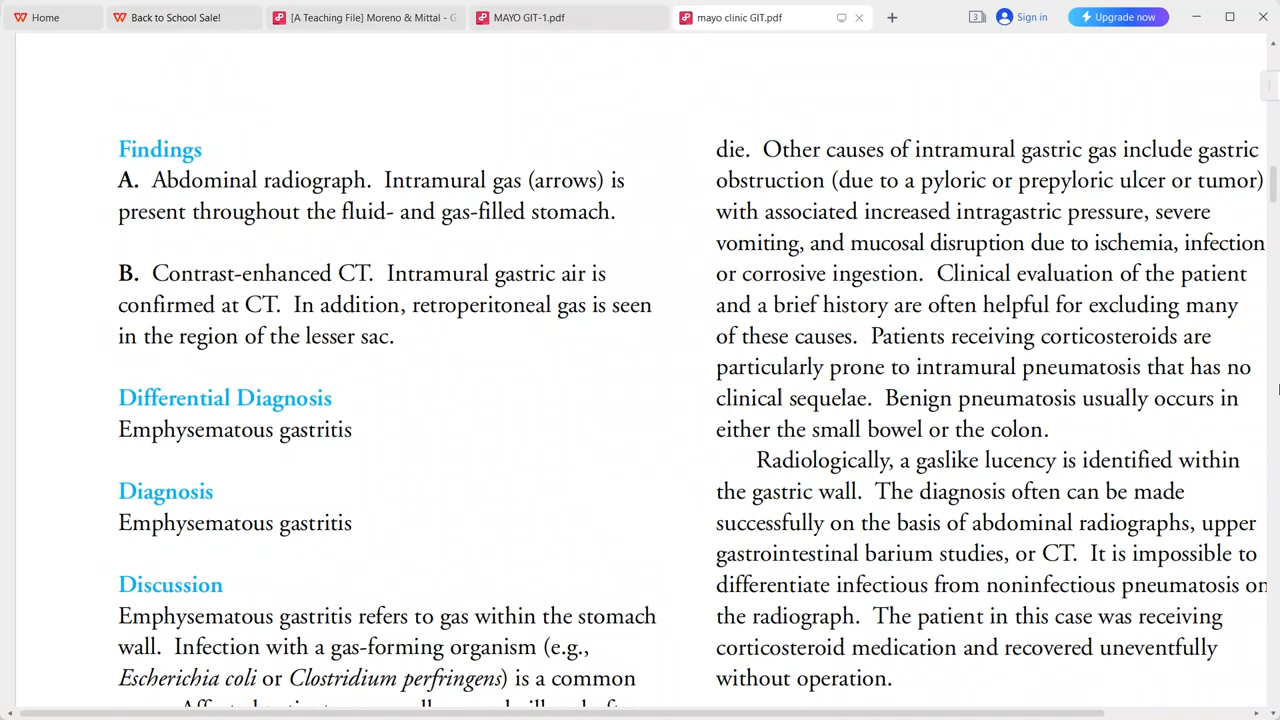 Home
Back to School Sale!
[A Teaching File] Moreno & Mittal - G
MAYO GIT-1.pdf
mayo clinic GIT.pdf
3
Sign in
Upgrade now
Findings
A. Abdominal radiograph. Intramural gas (arrows) is
present throughout the fluid- and gas-filled stomach.
B. Contrast-enhanced CT. Intramural gastric air is
confirmed at CT. In addition, retroperitoneal gas is seen
in the region of the lesser sac.
Differential Diagnosis
Emphysematous gastritis
Diagnosis
Emphysematous gastritis
Discussion
Emphysematous gastritis refers to gas within the stomach
wall. Infection with a gas-forming organism (e.g.,
Escherichia coli or Clostridium perfringens) is a common
die. Other causes of intramural gastric gas include gastric
obstruction (due to a pyloric or prepyloric ulcer or tumor)
with associated increased intragastric pressure, severe
vomiting, and mucosal disruption due to ischemia, infection
or corrosive ingestion. Clinical evaluation of the patient
and a brief history are often helpful for excluding many
of these causes. Patients receiving corticosteroids are
particularly prone to intramural pneumatosis that has no
clinical sequelae. Benign pneumatosis usually occurs in
either the small bowel or the colon.
Radiologically, a gaslike lucency is identified within
the gastric wall. The diagnosis often can be made
successfully on the basis of abdominal radiographs, upper
gastrointestinal barium studies, or CT. It is impossible to
differentiate infectious from noninfectious pneumatosis on
the radiograph. The patient in this case was receiving
corticosteroid medication and recovered uneventfully
without operation.